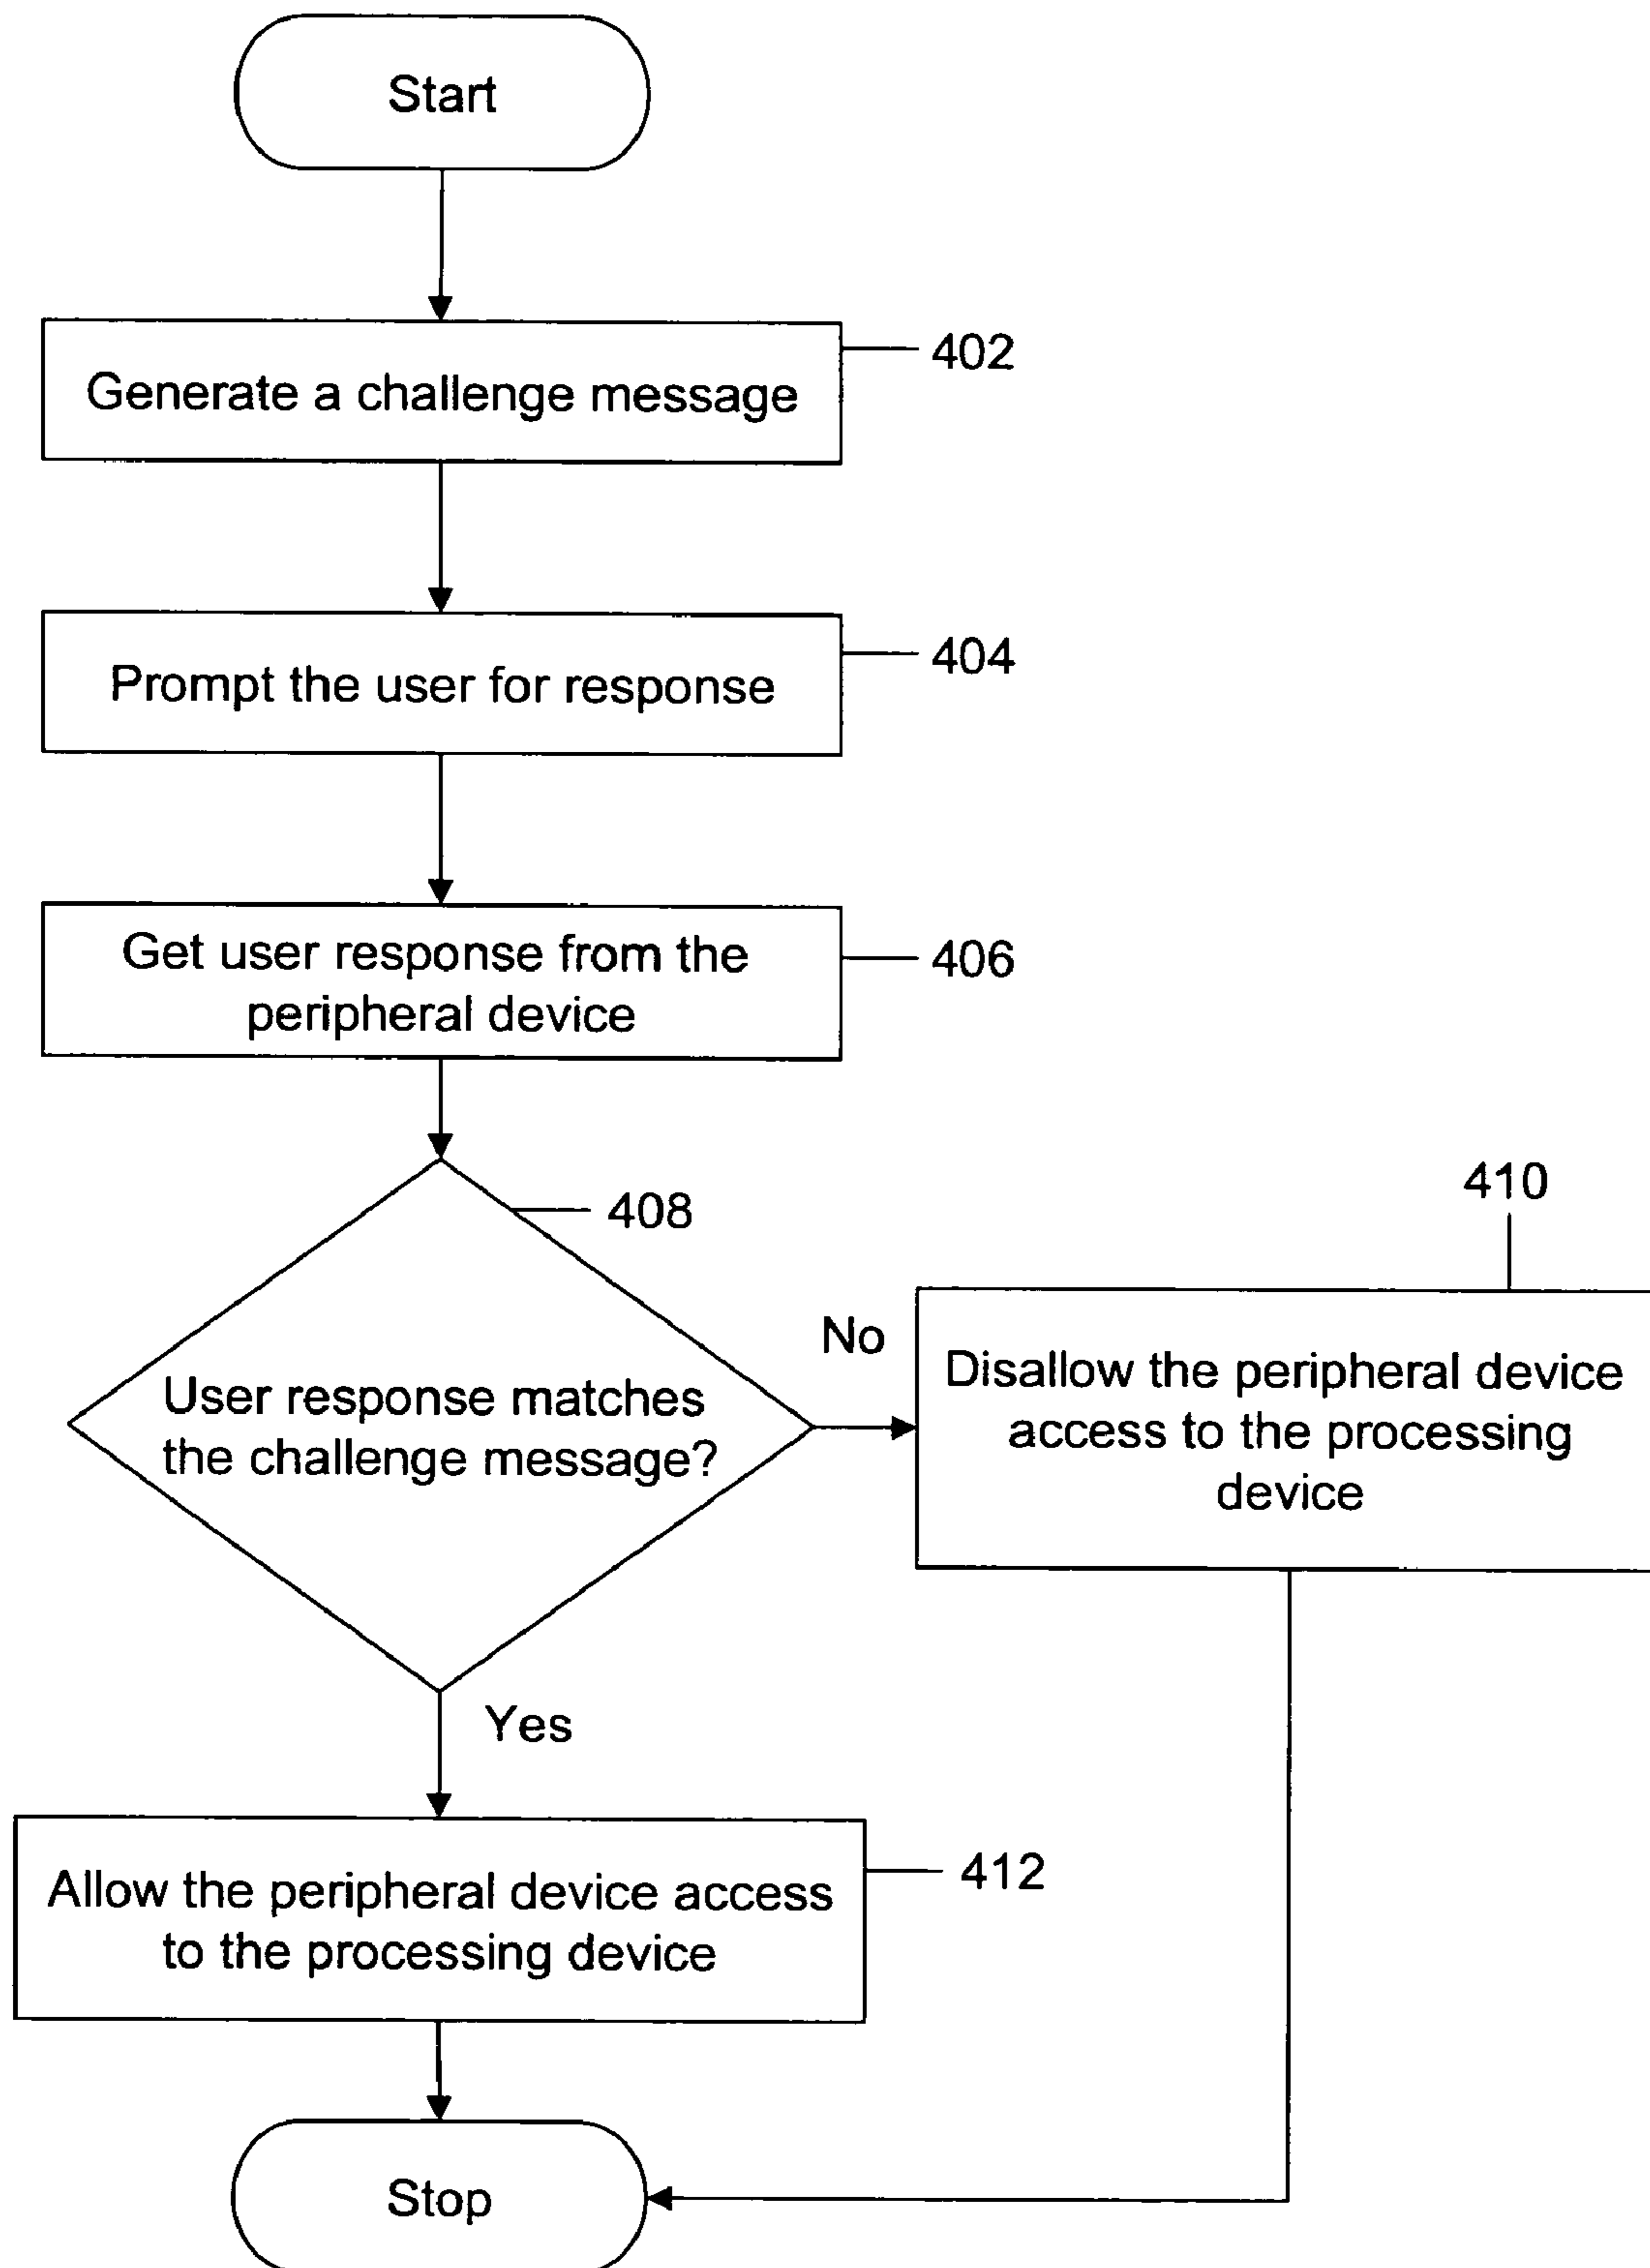 Start
402
Generate a challenge message
404
Prompt the user for response
406
Get user response from the
peripheral device
408
410
No
User response matches
the challenge message?
Disallow the peripheral device
access to the processing
device
Yes
412
Allow the peripheral device access
to the processing device
Stop